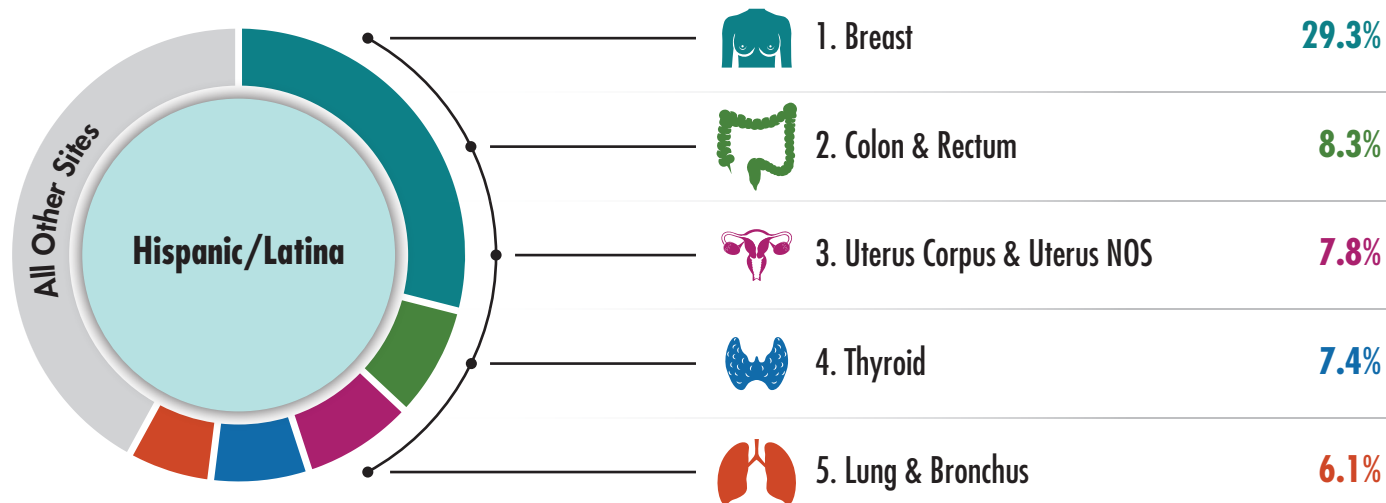 All Other Sites
Hispanic/Latina
1. Breast 29.3%
2. Colon & Rectum 8.3%
3. Uterus Corpus & Uterus NOS 7.8%
4. Thyroid 7.4%
5. Lung & Bronchus 6.1%